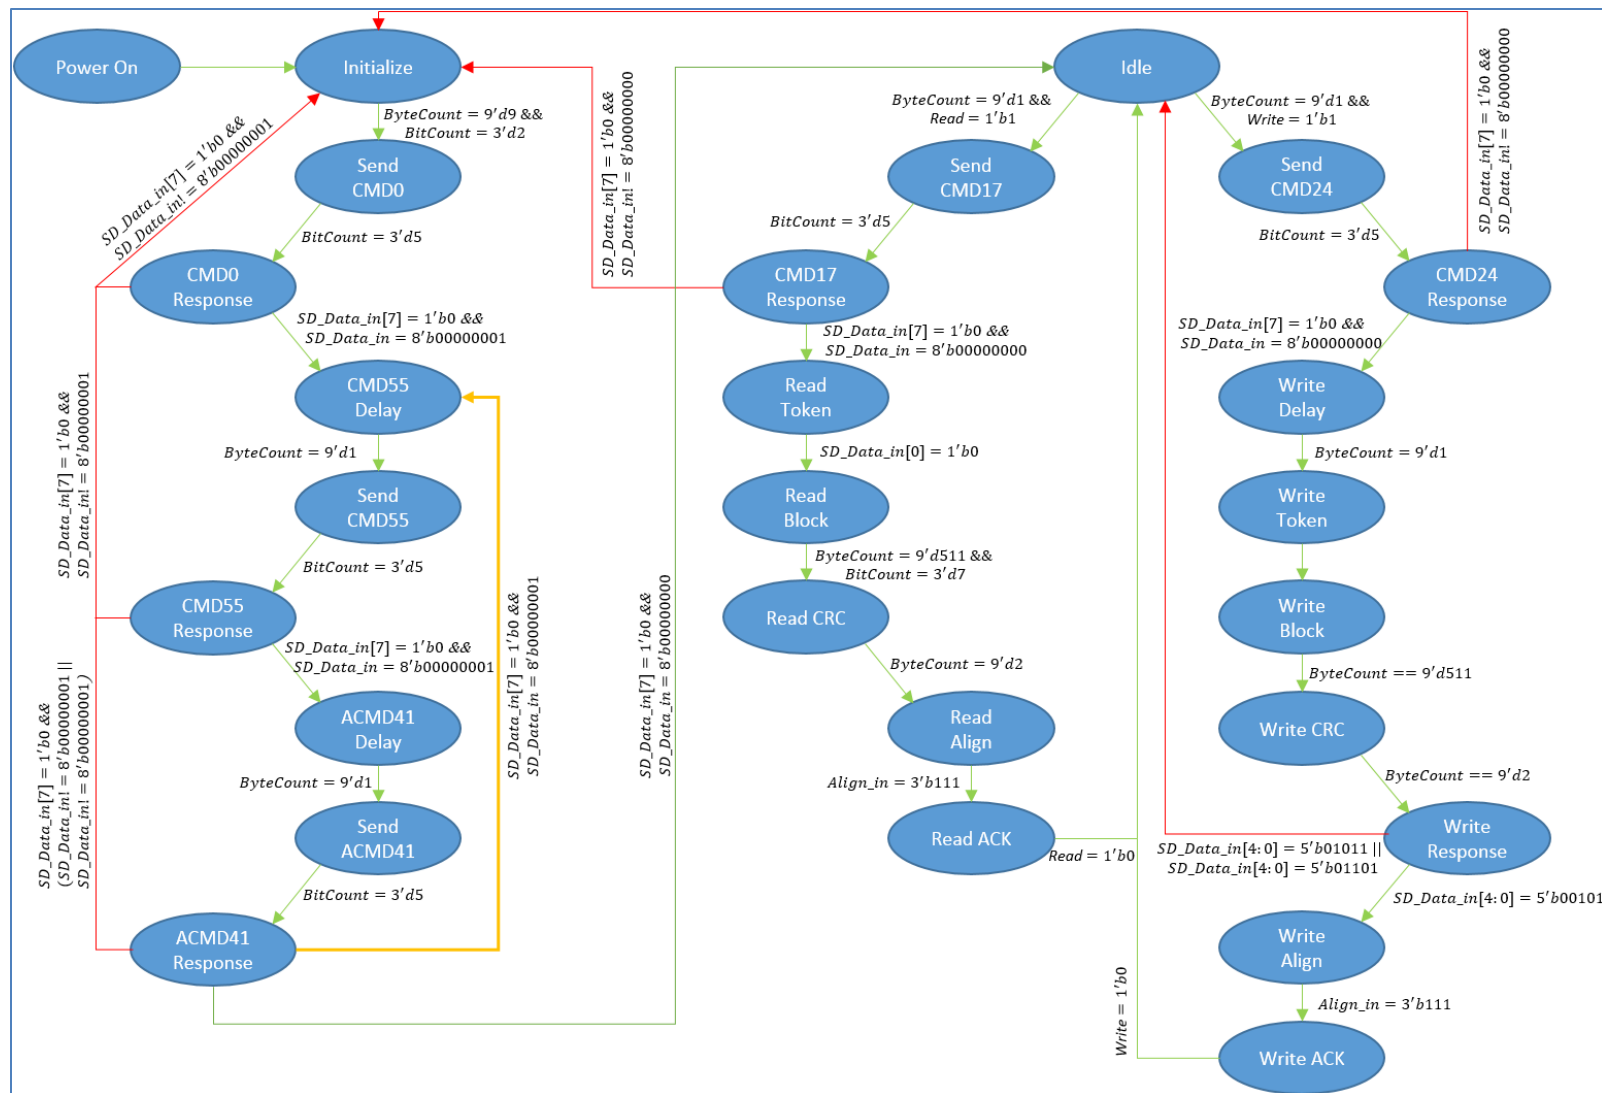 Power On
Initialize
ByteCount = 9′d9 &&
BitCount = 3′d2
Send
CMD0
BitCount = 3′d5
CMD0
Response
SD_Data_in[7] = 1′b0 &&
SD_Data_in! = 8′b00000001
SD_Data_in[7] = 1′b0 &&
SD_Data_in = 8′b00000001
CMD55
Delay
ByteCount = 9′d1
Send
CMD55
BitCount = 3′d5
CMD55
Response
SD_Data_in[7] = 1′b0 &&
SD_Data_in! = 8′b00000001
SD_Data_in[7] = 1′b0 &&
SD_Data_in = 8′b00000001
ACMD41
Delay
ByteCount = 9′d1
Send
ACMD41
BitCount = 3′d5
ACMD41
Response
SD_Data_in[7] = 1′b0 &&
(SD_Data_in! = 8′b00000001 ||
SD_Data_in! = 8′b00000001)
SD_Data_in[7] = 1′b0 &&
SD_Data_in = 8′b00000001
SD_Data_in[7] = 1′b0 &&
SD_Data_in = 8′b00000000
Idle
ByteCount = 9′d1 &&
Read = 1′b1
Send
CMD17
BitCount = 3′d5
CMD17
Response
SD_Data_in[7] = 1′b0 &&
SD_Data_in! = 8′b00000000
SD_Data_in[7] = 1′b0 &&
SD_Data_in = 8′b00000000
Read
Token
SD_Data_in[0] = 1′b0
Read
Block
ByteCount = 9′d511 &&
BitCount = 3′d7
Read CRC
ByteCount = 9′d2
Read
Align
Align_in = 3′b111
Read ACK
Read = 1′b0
ByteCount = 9′d1 &&
Write = 1′b1
Send
CMD24
BitCount = 3′d5
CMD24
Response
SD_Data_in[7] = 1′b0 &&
SD_Data_in! = 8′b00000000
SD_Data_in[7] = 1′b0 &&
SD_Data_in = 8′b00000000
Write
Delay
ByteCount = 9′d1
Write
Token
Write
Block
ByteCount == 9′d511
Write CRC
ByteCount == 9′d2
Write
Response
SD_Data_in[4:0] = 5′b01011 ||
SD_Data_in[4:0] = 5′b01101
SD_Data_in[4:0] = 5′b00101
Write
Align
Align_in = 3′b111
Write ACK
Write = 1′b0